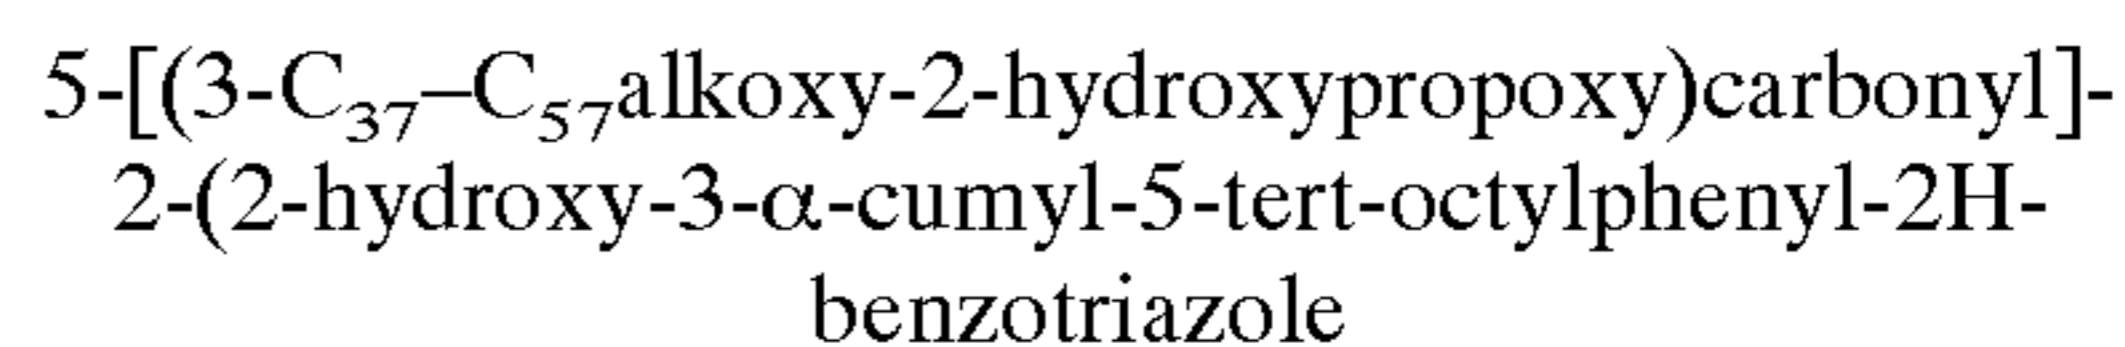 5-[(3-C₃₇–C₅₇alkoxy-2-hydroxypropoxy)carbonyl]-
2-(2-hydroxy-3-α-cumyl-5-tert-octylphenyl-2H-
benzotriazole